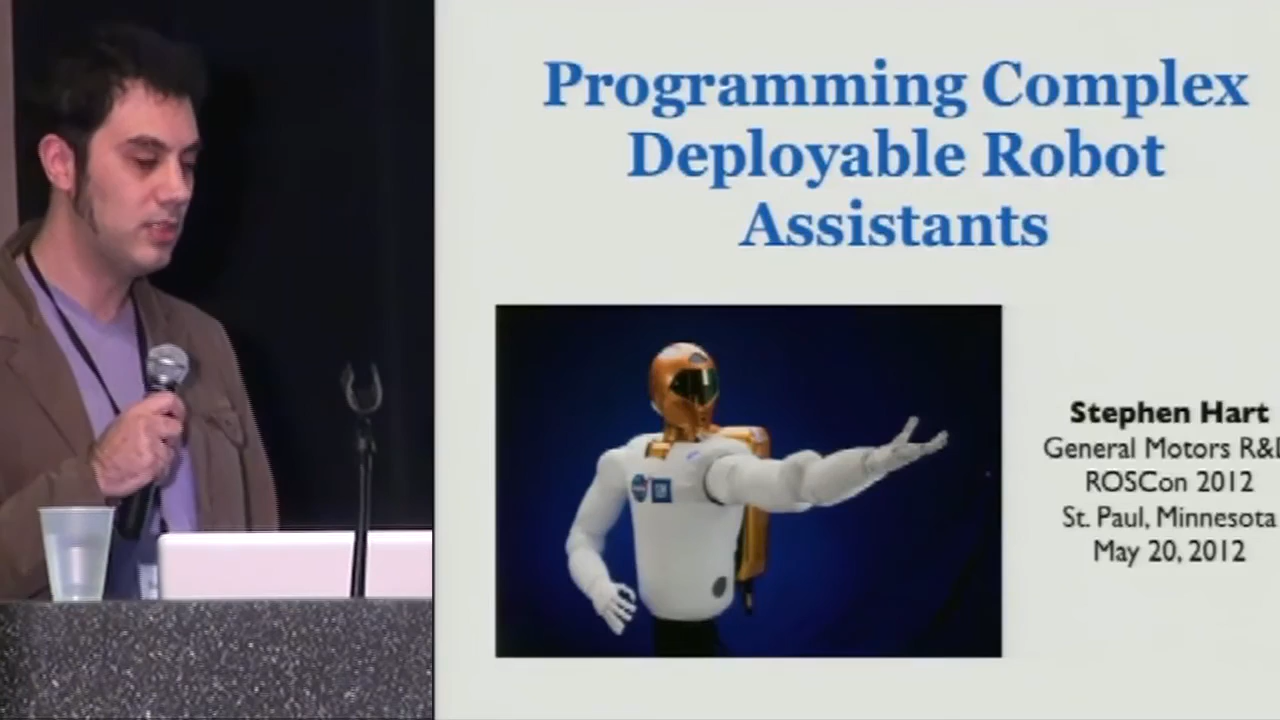 Programming Complex
Deployable Robot
Assistants
Stephen Hart
General Motors R&
ROSCon 2012
St. Paul, Minnesota
May 20, 2012